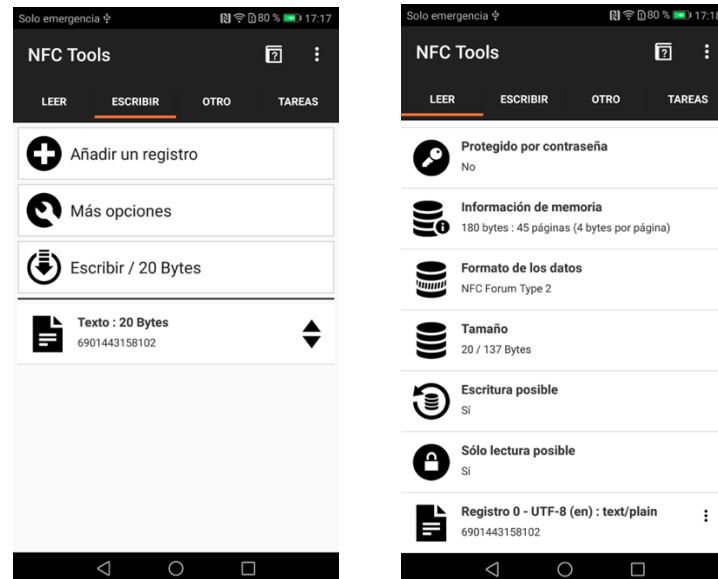 Solo emergencia 80 % 17:17
NFC Tools
LEER ESCRIBIR OTRO TAREAS
Añadir un registro
Más opciones
Escribir / 20 Bytes
Texto : 20 Bytes
6901443158102
Solo emergencia 80 % 17:18
NFC Tools
LEER ESCRIBIR OTRO TAREAS
Protegido por contraseña
No
Información de memoria
180 bytes : 45 páginas (4 bytes por página)
Formato de los datos
NFC Forum Type 2
Tamaño
20 / 137 Bytes
Escritura posible
Sí
Sólo lectura posible
Sí
Registro 0 - UTF-8 (en) : text/plain
6901443158102